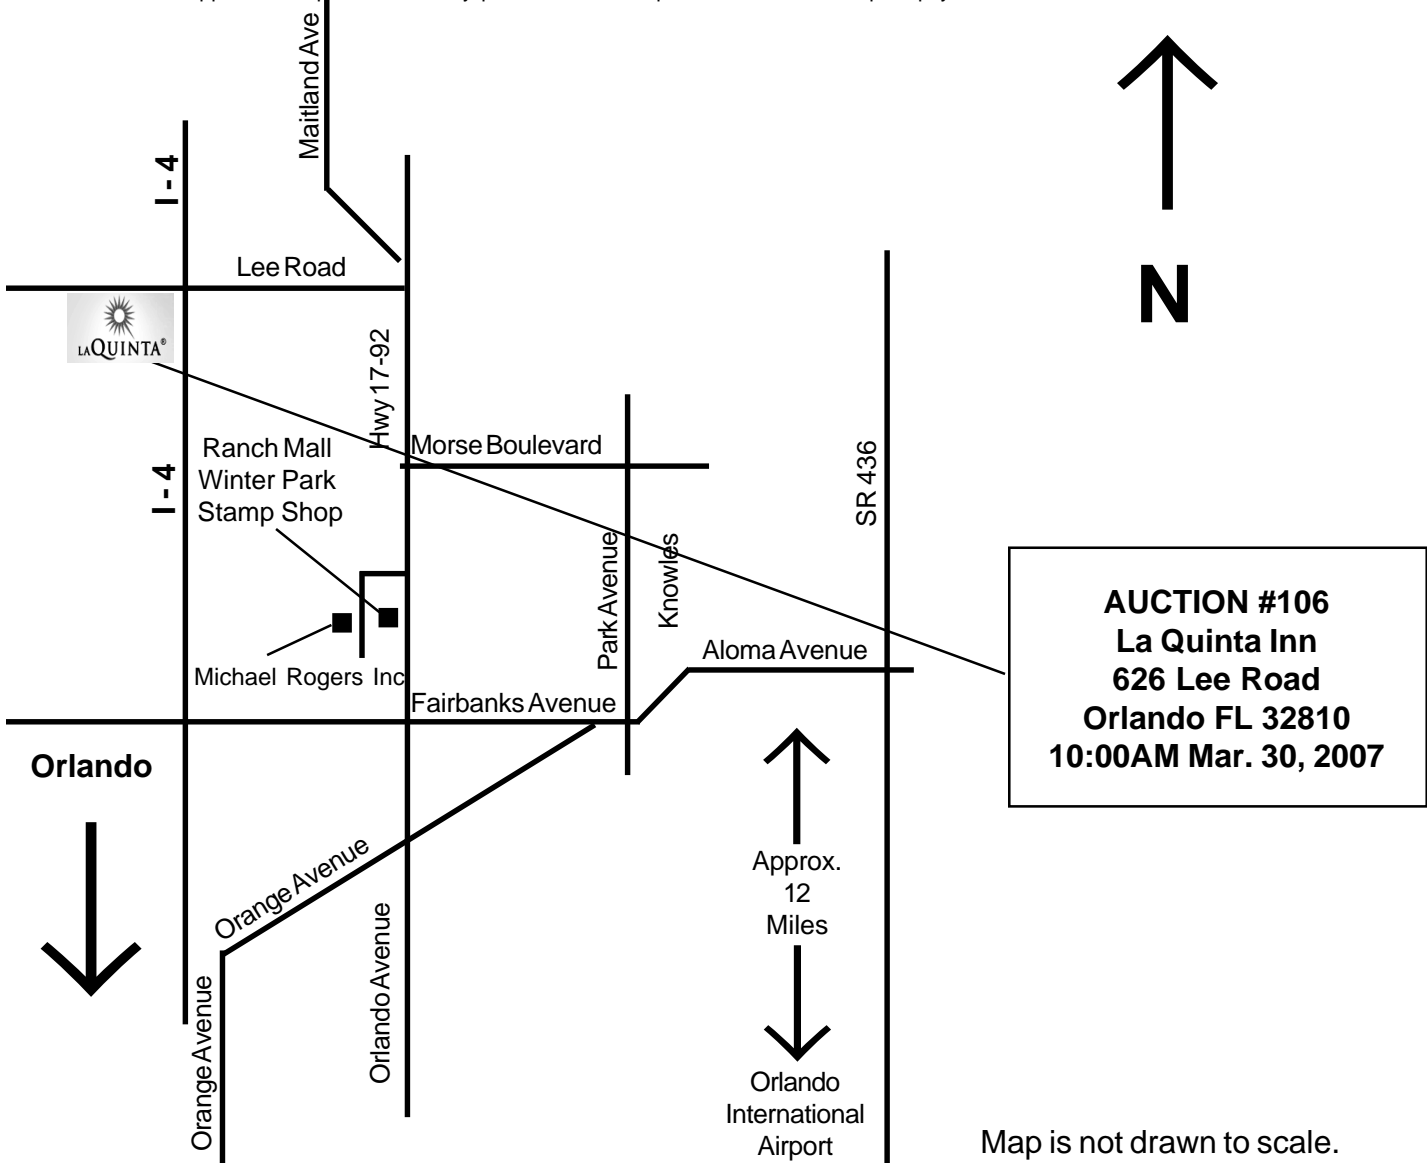 Maitland Ave
I - 4
Lee Road
N
LAQUINTA®
Hwy 17-92
Morse Boulevard
Ranch Mall
Winter Park
Stamp Shop
I - 4
SR 436
Park Avenue
Knowles
AUCTION #106
La Quinta Inn
626 Lee Road
Orlando FL 32810
10:00AM Mar. 30, 2007
Aloma Avenue
Michael Rogers Inc
Fairbanks Avenue
Orlando
Orange Avenue
Approx.
12
Miles
Orlando Avenue
Orange Avenue
Orlando
International
Airport
Map is not drawn to scale.